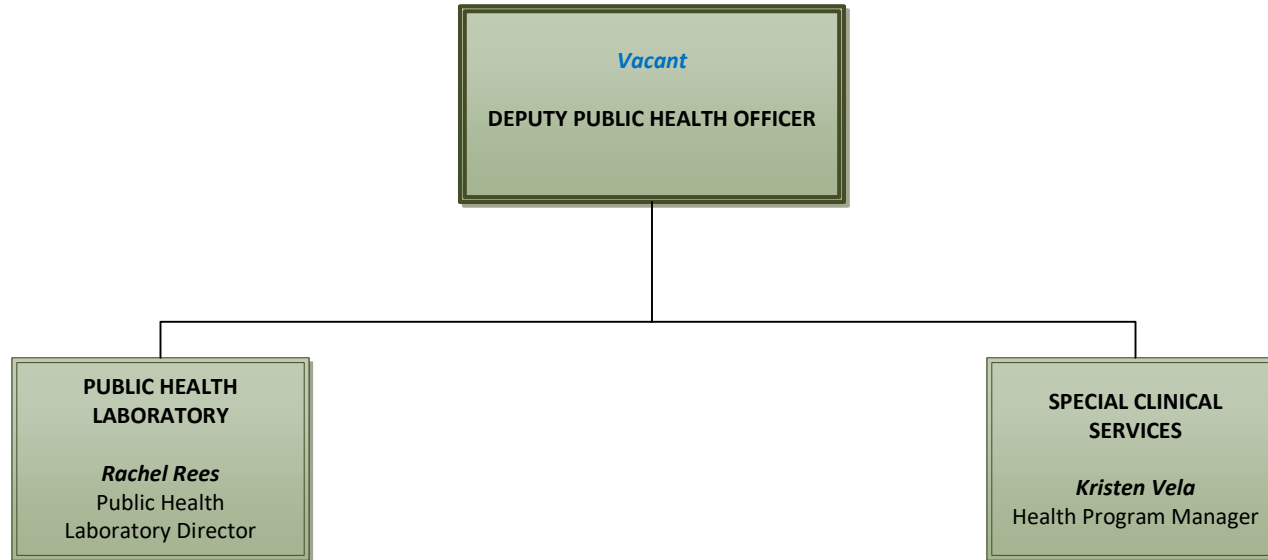 Vacant
DEPUTY PUBLIC HEALTH OFFICER
PUBLIC HEALTH
LABORATORY
Rachel Rees
Public Health
Laboratory Director
SPECIAL CLINICAL
SERVICES
Kristen Vela
Health Program Manager